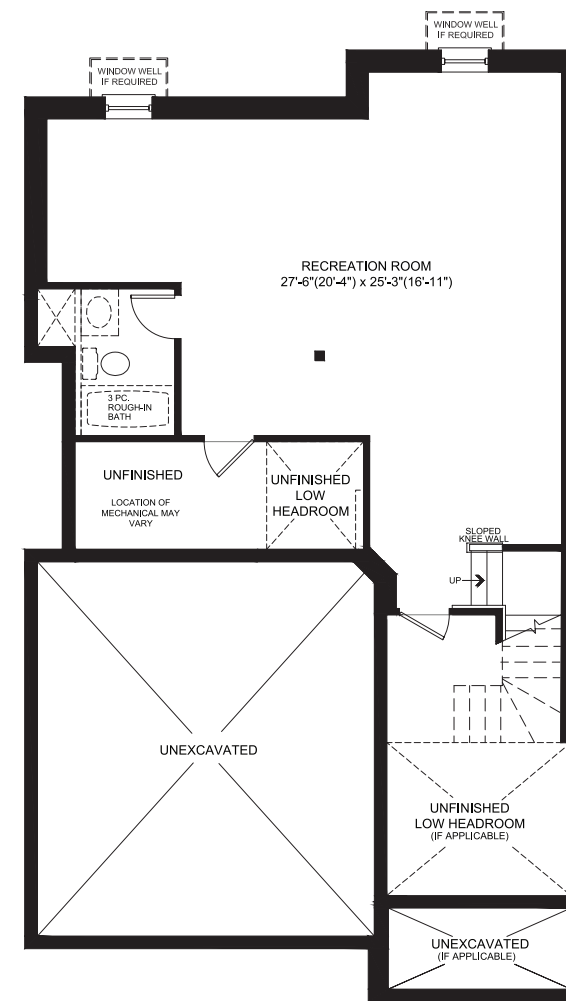 WINDOW WELL
IF REQUIRED
WINDOW WELL
IF REQUIRED
RECREATION ROOM
27'-6"(20'-4") x 25'-3"(16'-11")
3 PC.
ROUGH-IN
BATH
UNFINISHED
LOCATION OF
MECHANICAL MAY
VARY
UNFINISHED
LOW
HEADROOM
SLOPED
KNEE WALL
UP
UNEXCAVATED
UNFINISHED
LOW HEADROOM
(IF APPLICABLE)
UNEXCAVATED
(IF APPLICABLE)